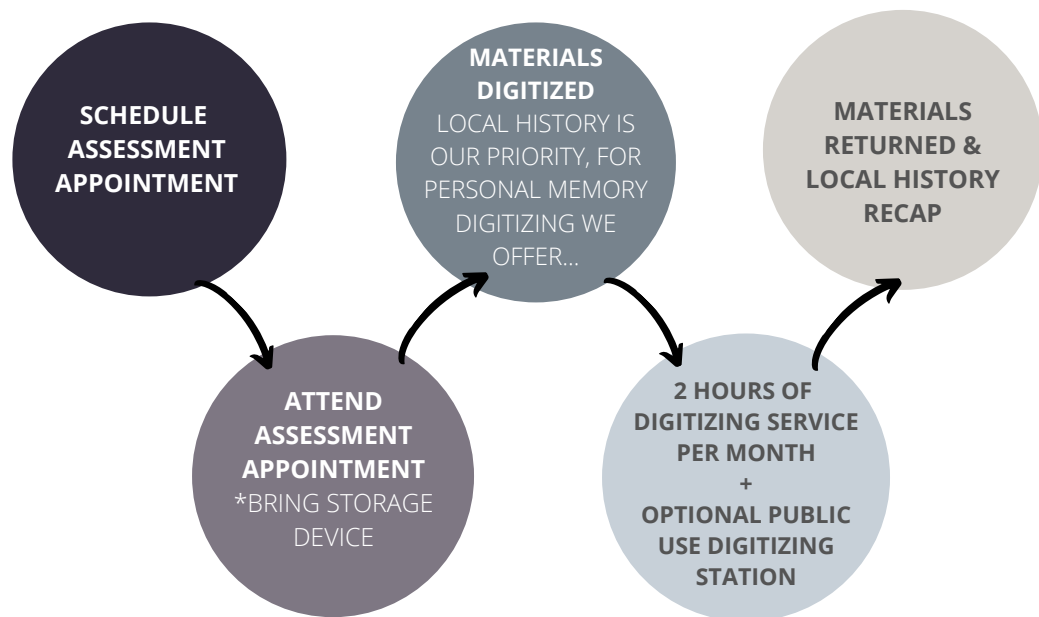 SCHEDULE
ASSESSMENT
APPOINTMENT
ATTEND
ASSESSMENT
APPOINTMENT
*BRING STORAGE
DEVICE
MATERIALS
DIGITIZED
LOCAL HISTORY IS
OUR PRIORITY, FOR
PERSONAL MEMORY
DIGITIZING WE
OFFER...
2 HOURS OF
DIGITIZING SERVICE
PER MONTH
+
OPTIONAL PUBLIC
USE DIGITIZING
STATION
MATERIALS
RETURNED &
LOCAL HISTORY
RECAP